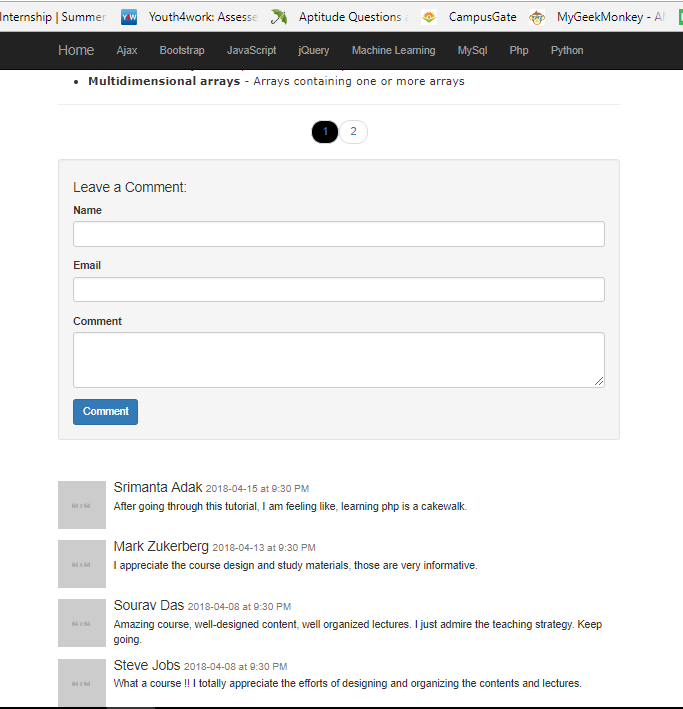 Internship | Summer Youth4work: Assesse Aptitude Questions a CampusGate MyGeekMonkey - Al
Home Ajax Bootstrap JavaScript jQuery Machine Learning MySql Php Python
• Multidimensional arrays - Arrays containing one or more arrays
1 2
Leave a Comment:
Name
Email
Comment
Comment
Srimanta Adak 2018-04-15 at 9:30 PM
After going through this tutorial, I am feeling like, learning php is a cakewalk.
Mark Zukerberg 2018-04-13 at 9:30 PM
I appreciate the course design and study materials, those are very informative.
Sourav Das 2018-04-08 at 9:30 PM
Amazing course, well-designed content, well organized lectures. I just admire the teaching strategy. Keep
going.
Steve Jobs 2018-04-08 at 9:30 PM
What a course !! I totally appreciate the efforts of designing and organizing the contents and lectures.